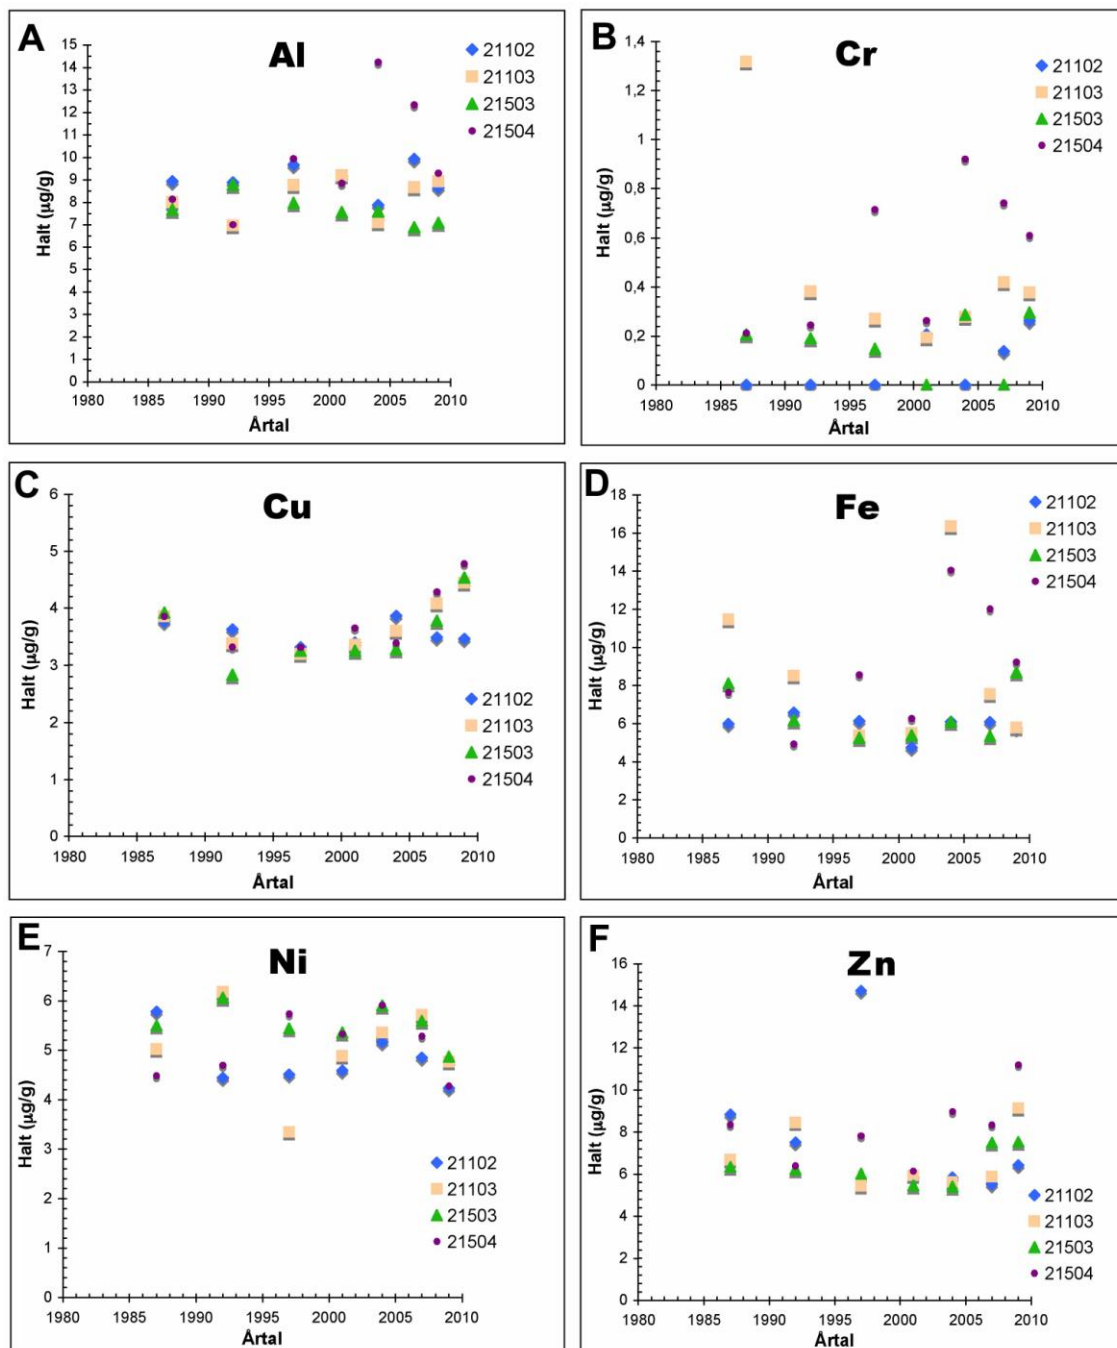 A
Al
Halt (µg/g)
15
14
13
12
11
10
9
8
7
6
5
4
3
2
1
0
1980 1985 1990 1995 2000 2005 2010
Årtal
21102
21103
21503
21504
B
Cr
Halt (µg/g)
1,4
1,2
1
0,8
0,6
0,4
0,2
0
1980 1985 1990 1995 2000 2005 2010
Årtal
21102
21103
21503
21504
C
Cu
Halt (µg/g)
6
5
4
3
2
1
0
1980 1985 1990 1995 2000 2005 2010
Årtal
21102
21103
21503
21504
D
Fe
Halt (µg/g)
18
16
14
12
10
8
6
4
2
0
1980 1985 1990 1995 2000 2005 2010
Årtal
21102
21103
21503
21504
E
Ni
Halt (µg/g)
7
6
5
4
3
2
1
0
1980 1985 1990 1995 2000 2005 2010
Årtal
21102
21103
21503
21504
F
Zn
Halt (µg/g)
16
14
12
10
8
6
4
2
0
1980 1985 1990 1995 2000 2005 2010
Årtal
21102
21103
21503
21504